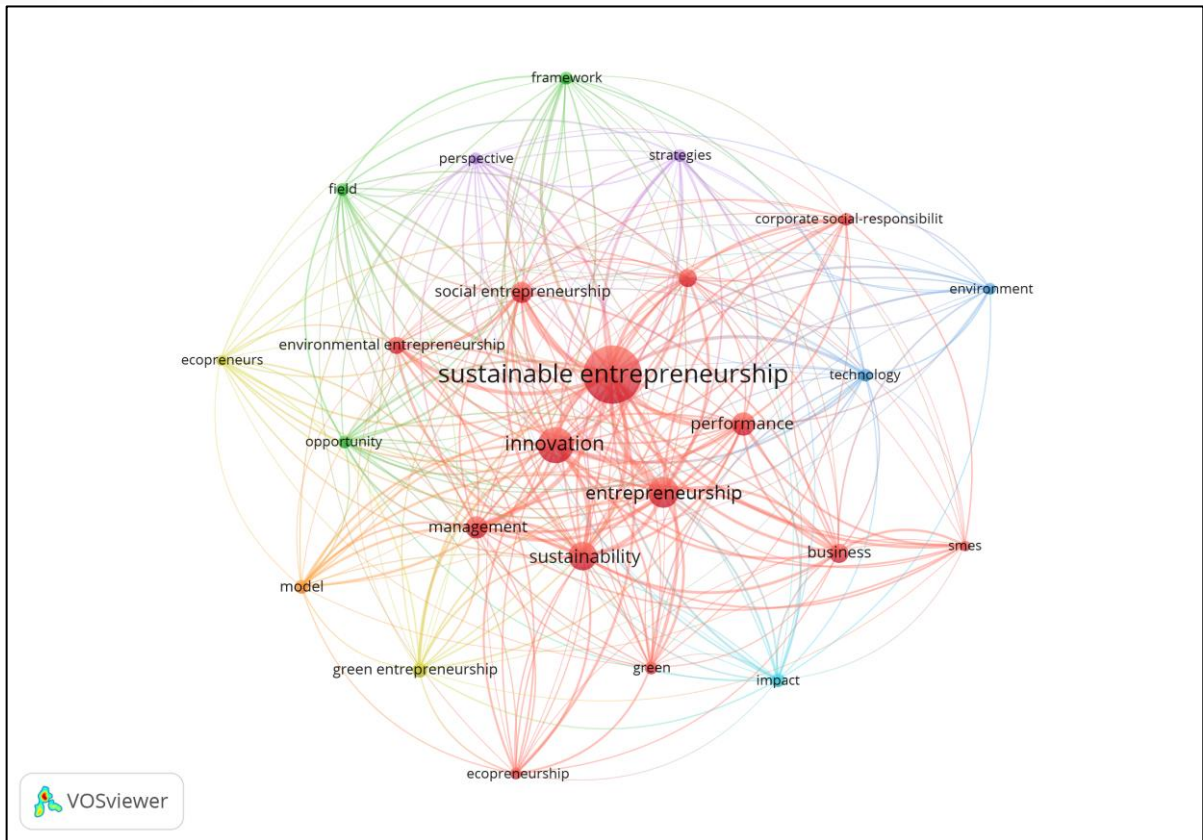 framework
perspective
strategies
field
corporate social-responsibilit
social entrepreneurship
environment
environmental entrepreneurship
ecopreneurs
sustainable entrepreneurship
technology
performance
opportunity
innovation
entrepreneurship
management
sustainability
business
smes
model
green entrepreneurship
green
impact
ecopreneurship
VOSviewer